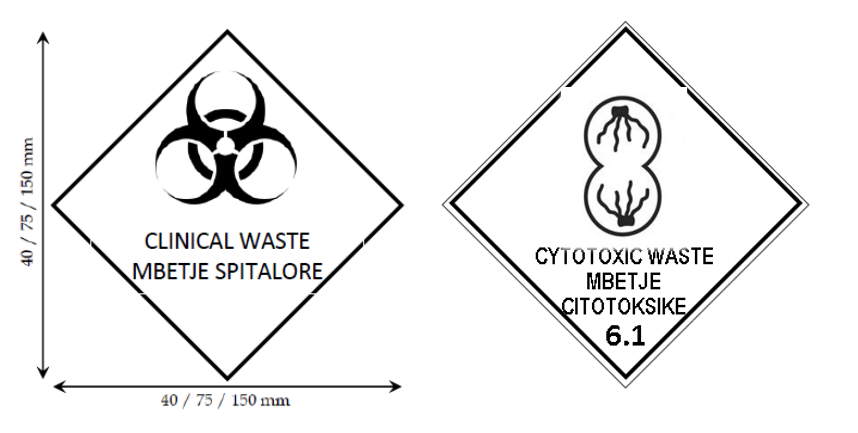 40 / 75 / 150 mm
CLINICAL WASTE
MBETJE SPITALORE
40 / 75 / 150 mm
CYTOTOXIC WASTE
MBETJE
CITOTOKSIKE
6.1